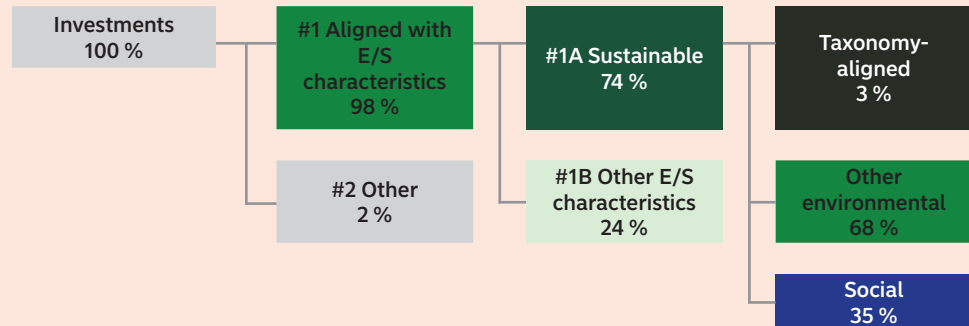 Investments
100 %
#1 Aligned with
E/S
characteristics
98 %
#2 Other
2 %
#1A Sustainable
74 %
#1B Other E/S
characteristics
24 %
Taxonomy-
aligned
3 %
Other
environmental
68 %
Social
35 %